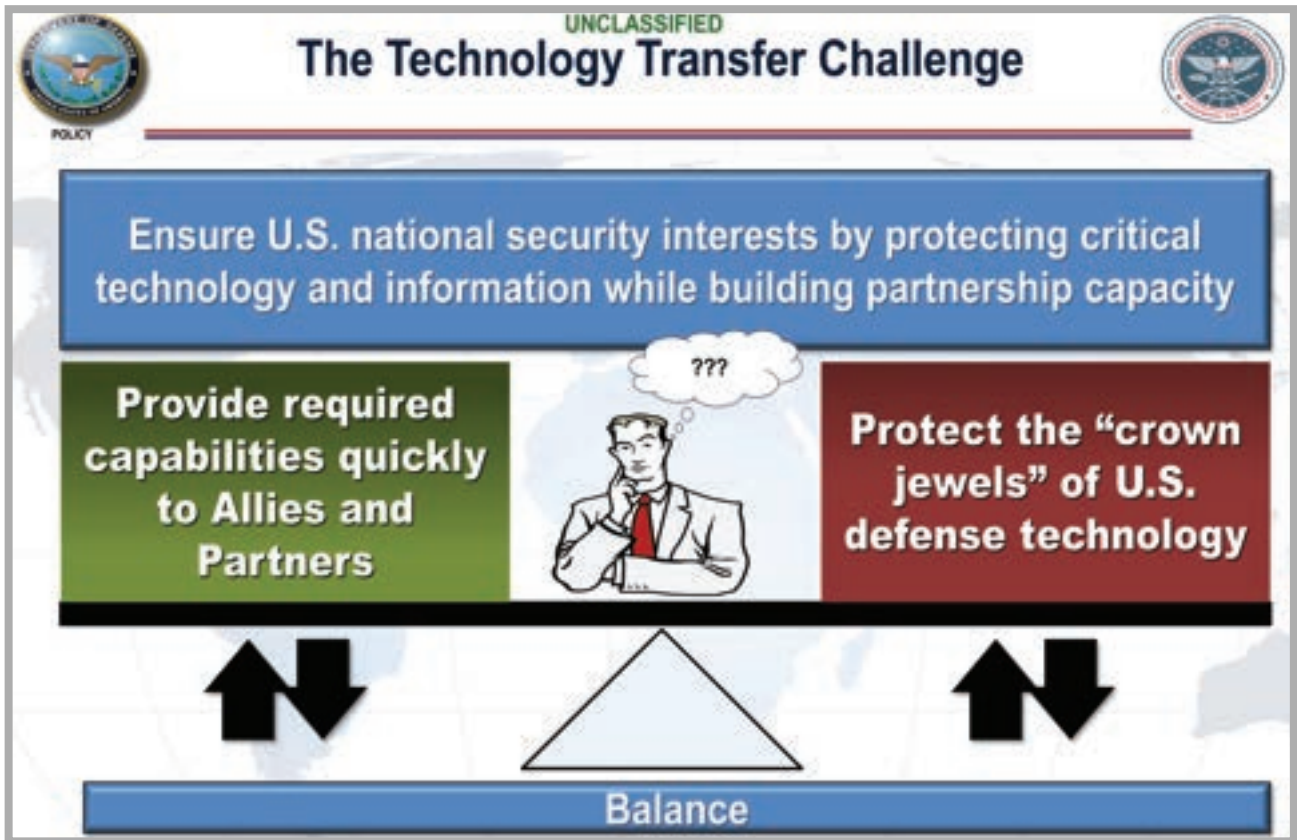 UNCLASSIFIED
The Technology Transfer Challenge
POLICY
Ensure U.S. national security interests by protecting critical
technology and information while building partnership capacity
???
Provide required
capabilities quickly
to Allies and
Partners
Protect the “crown
jewels” of U.S.
defense technology
Balance